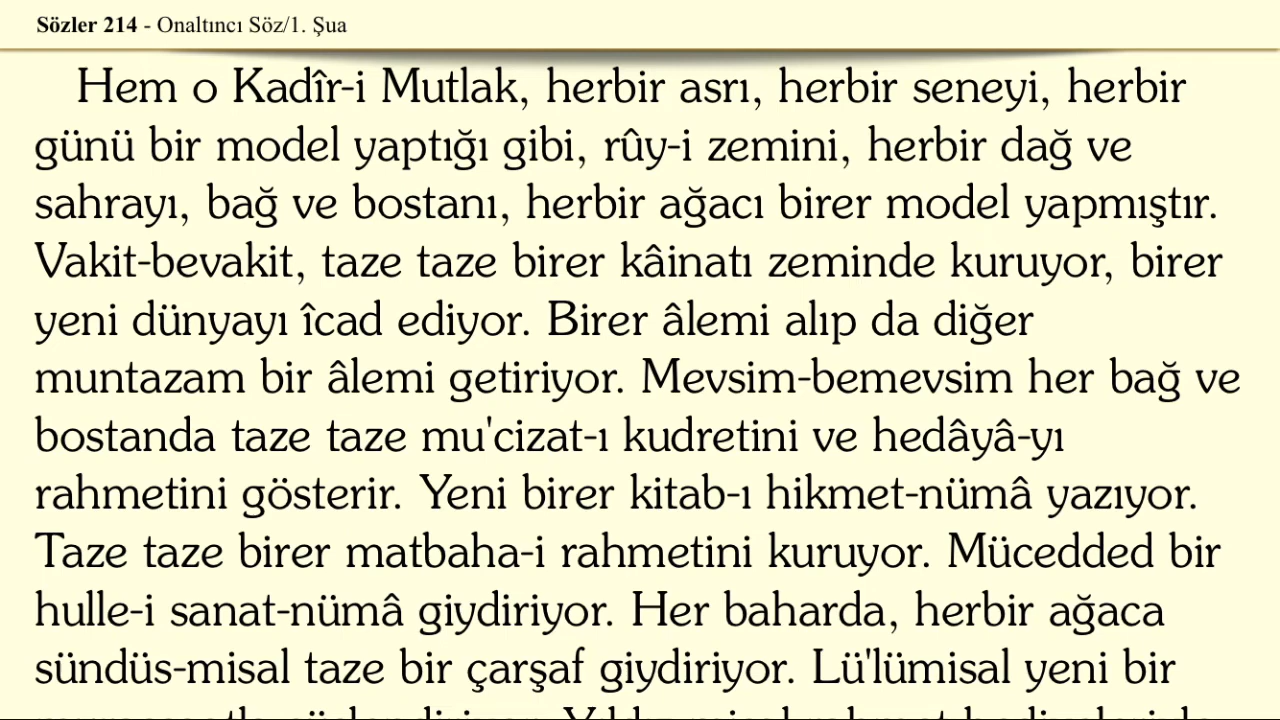 Sözler 214 - Onaltıncı Söz/1. Şua
Hem o Kadîr-i Mutlak, herbir asrı, herbir seneyi, herbir
günü bir model yaptığı gibi, rûy-i zemini, herbir dağ ve
sahrayı, bağ ve bostanı, herbir ağacı birer model yapmıştır.
Vakit-bevakit, taze taze birer kâinatı zeminde kuruyor, birer
yeni dünyayı îcad ediyor. Birer âlemi alıp da diğer
muntazam bir âlemi getiriyor. Mevsim-bemevsim her bağ ve
bostanda taze taze mu'cizat-ı kudretini ve hedâyâ-yı
rahmetini gösterir. Yeni birer kitab-ı hikmet-nümâ yazıyor.
Taze taze birer matbaha-i rahmetini kuruyor. Mücedded bir
hulle-i sanat-nümâ giydiriyor. Her baharda, herbir ağaca
sündüs-misal taze bir çarşaf giydiriyor. Lü'lümisal yeni bir